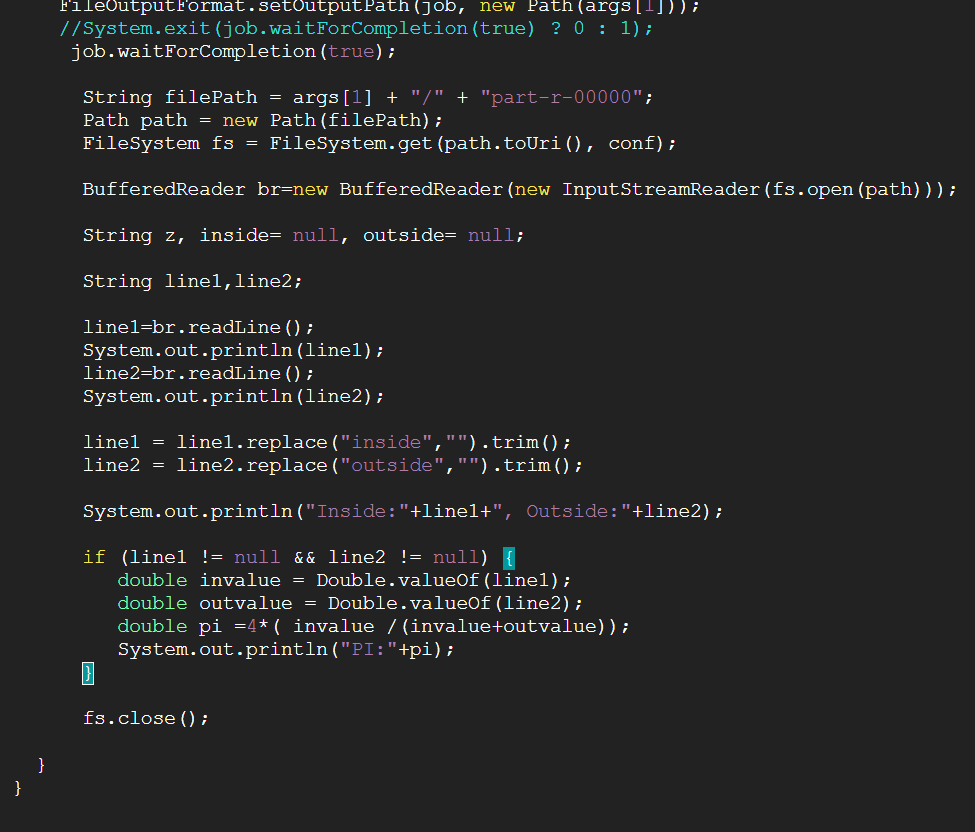 FileOutputFormat.setOutputPath(job, new Path(args[1]));
//System.exit(job.waitForCompletion(true) ? 0 : 1);
job.waitForCompletion(true);
String filePath = args[1] + "/" + "part-r-00000";
Path path = new Path(filePath);
FileSystem fs = FileSystem.get(path.toUri(), conf);
BufferedReader br=new BufferedReader(new InputStreamReader(fs.open(path)));
String z, inside= null, outside= null;
String line1,line2;
line1=br.readLine();
System.out.println(line1);
line2=br.readLine();
System.out.println(line2);
line1 = line1.replace("inside","").trim();
line2 = line2.replace("outside","").trim();
System.out.println("Inside:"+line1+", Outside:"+line2);
if (line1 != null && line2 != null) {
double invalue = Double.valueOf(line1);
double outvalue = Double.valueOf(line2);
double pi =4*( invalue /(invalue+outvalue));
System.out.println("PI:"+pi);
}
fs.close();
}
}